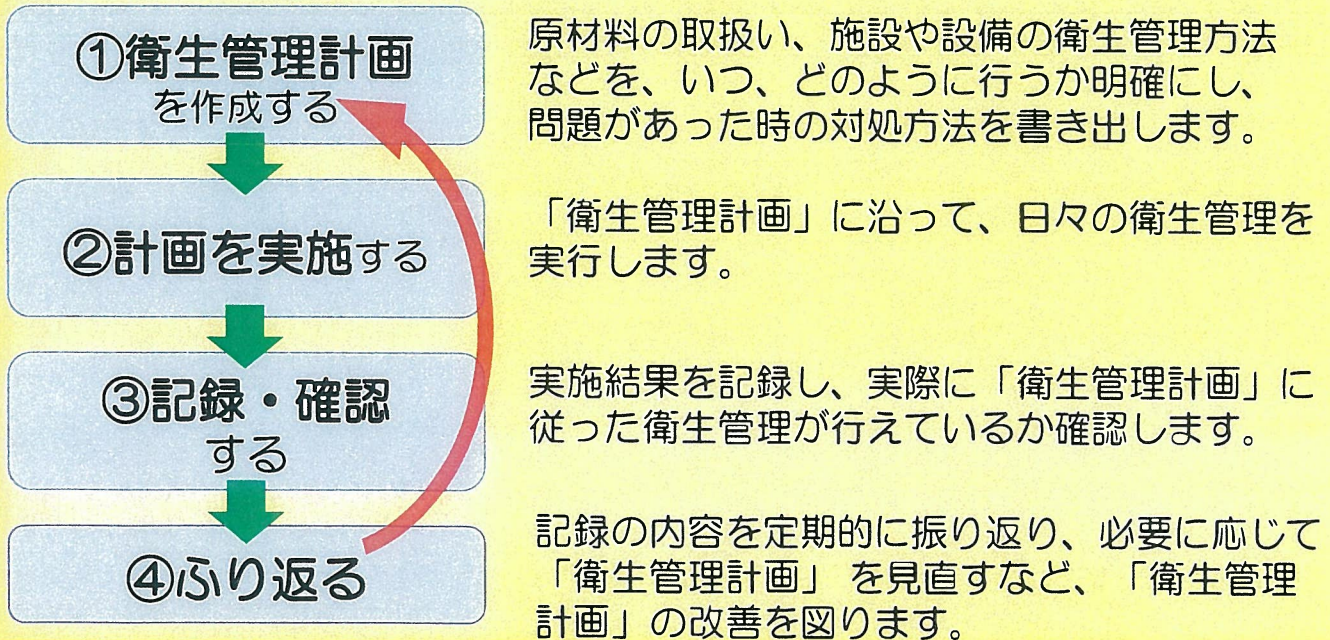 ①衛生管理計画
を作成する
原材料の取扱い、施設や設備の衛生管理方法
などを、いつ、どのように行うか明確にし、
問題があった時の対処方法を書き出します。
②計画を実施する
「衛生管理計画」に沿って、日々の衛生管理を
実行します。
③記録・確認
する
実施結果を記録し、実際に「衛生管理計画」に
従った衛生管理が行えているか確認します。
④ふり返る
記録の内容を定期的に振り返り、必要に応じて
「衛生管理計画」 を見直すなど、「衛生管理
計画」の改善を図ります。